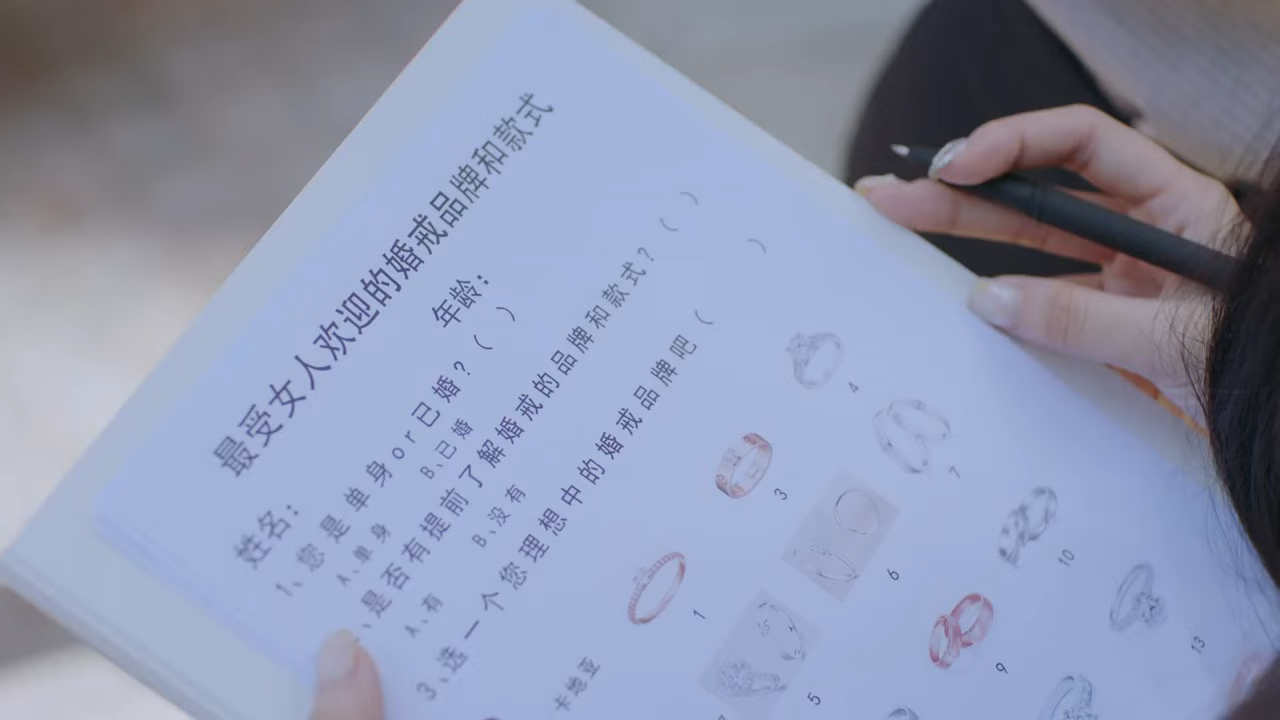 最受女人欢迎的婚戒品牌和款式
姓名： 年龄：
1、您是单身or已婚？（ ）
A、单身 B、已婚
、是否有提前了解婚戒的品牌和款式？（ ）
A、有 B、没有
3、选一个您理想中的婚戒品牌吧（ ）
卡地亚
1
3
4
5
6
7
9
10
13